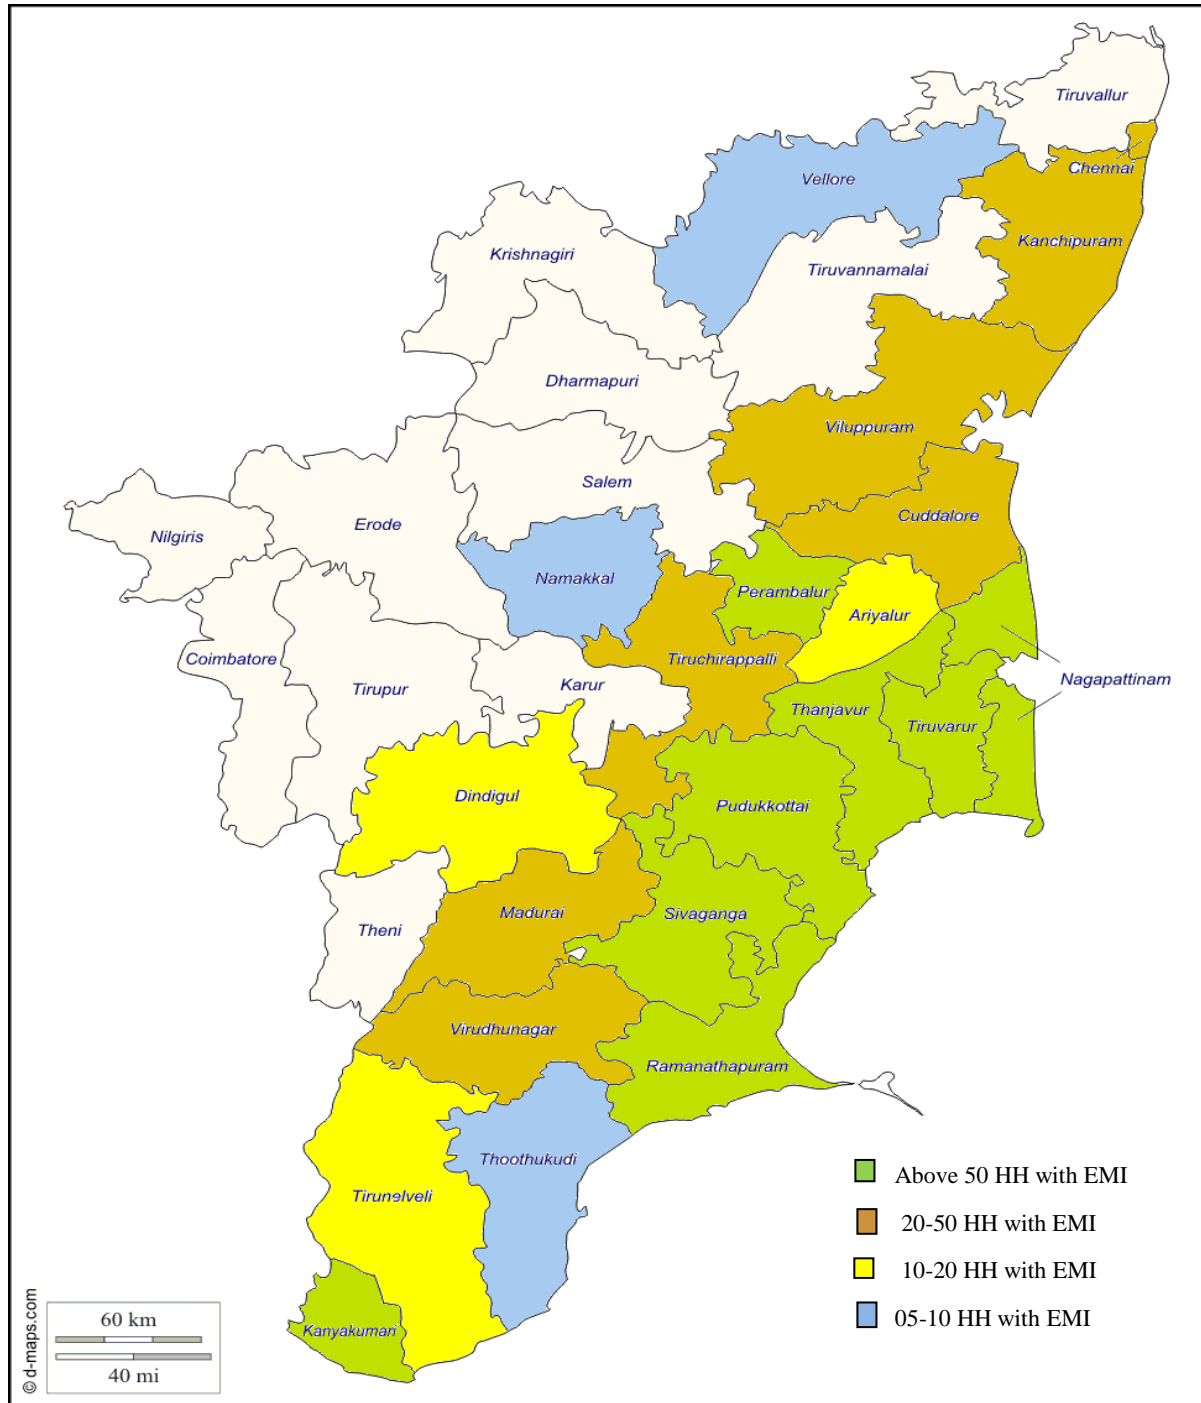 Tiruvallur
Chennai
Vellore
Kanchipuram
Krishnagiri
Tiruvannamalai
Dharmapuri
Viluppuram
Salem
Cuddalore
Erode
Nilgiris
Namakkal
Perambalur
Ariyalur
Coimbatore
Tiruchirappalli
Nagapattinam
Karur
Tirupur
Thanjavur
Tiruvarur
Dindigul
Pudukkottai
Madurai
Sivaganga
Theni
Virudhunagar
Ramanathapuram
Thoothukudi
Tirunelveli
Kanyakumari
Above 50 HH with EMI
20-50 HH with EMI
10-20 HH with EMI
05-10 HH with EMI
60 km
40 mi
© d-maps.com